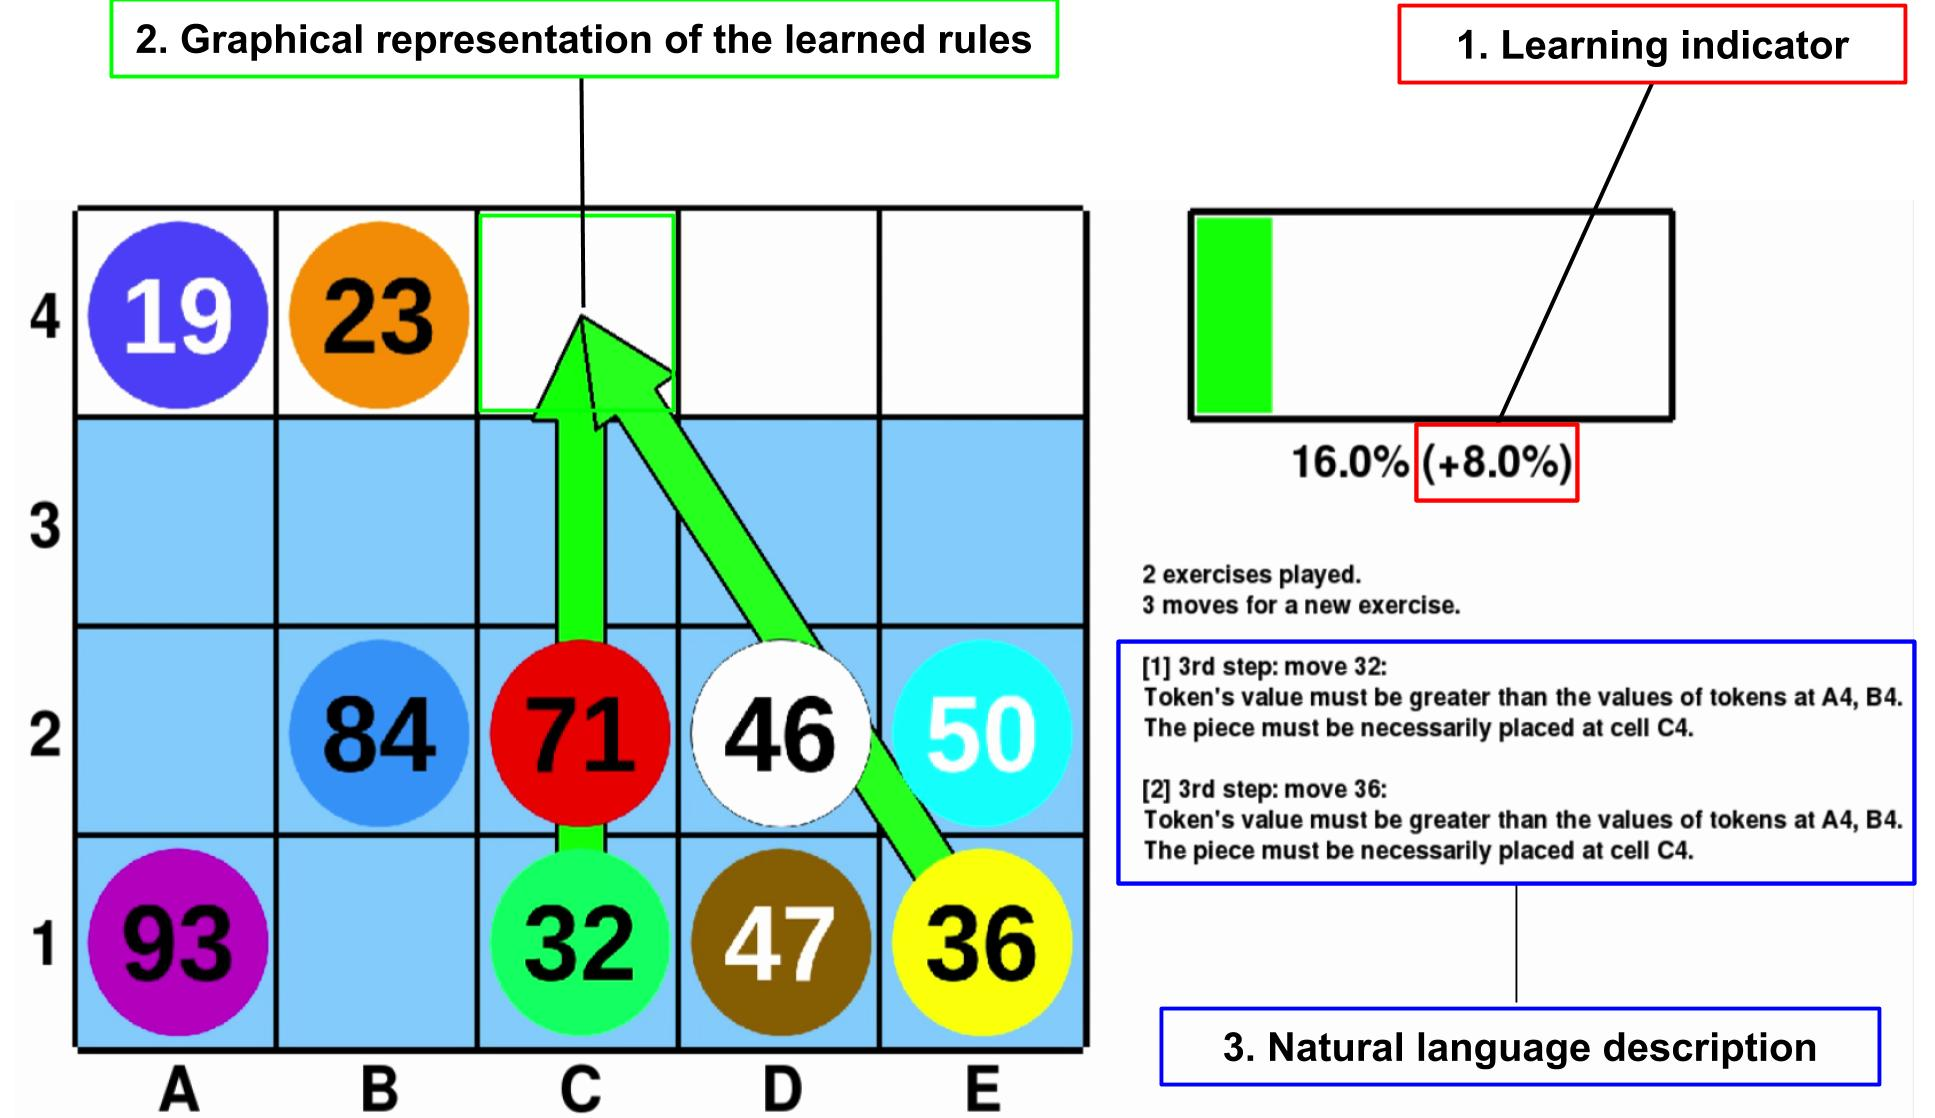 2. Graphical representation of the learned rules
1. Learning indicator
4 19 23
3
2 84 71 46 50
1 93 32 47 36
A B C D E
16.0% (+8.0%)
2 exercises played.
3 moves for a new exercise.
[1] 3rd step: move 32:
Token's value must be greater than the values of tokens at A4, B4.
The piece must be necessarily placed at cell C4.
[2] 3rd step: move 36:
Token's value must be greater than the values of tokens at A4, B4.
The piece must be necessarily placed at cell C4.
3. Natural language description